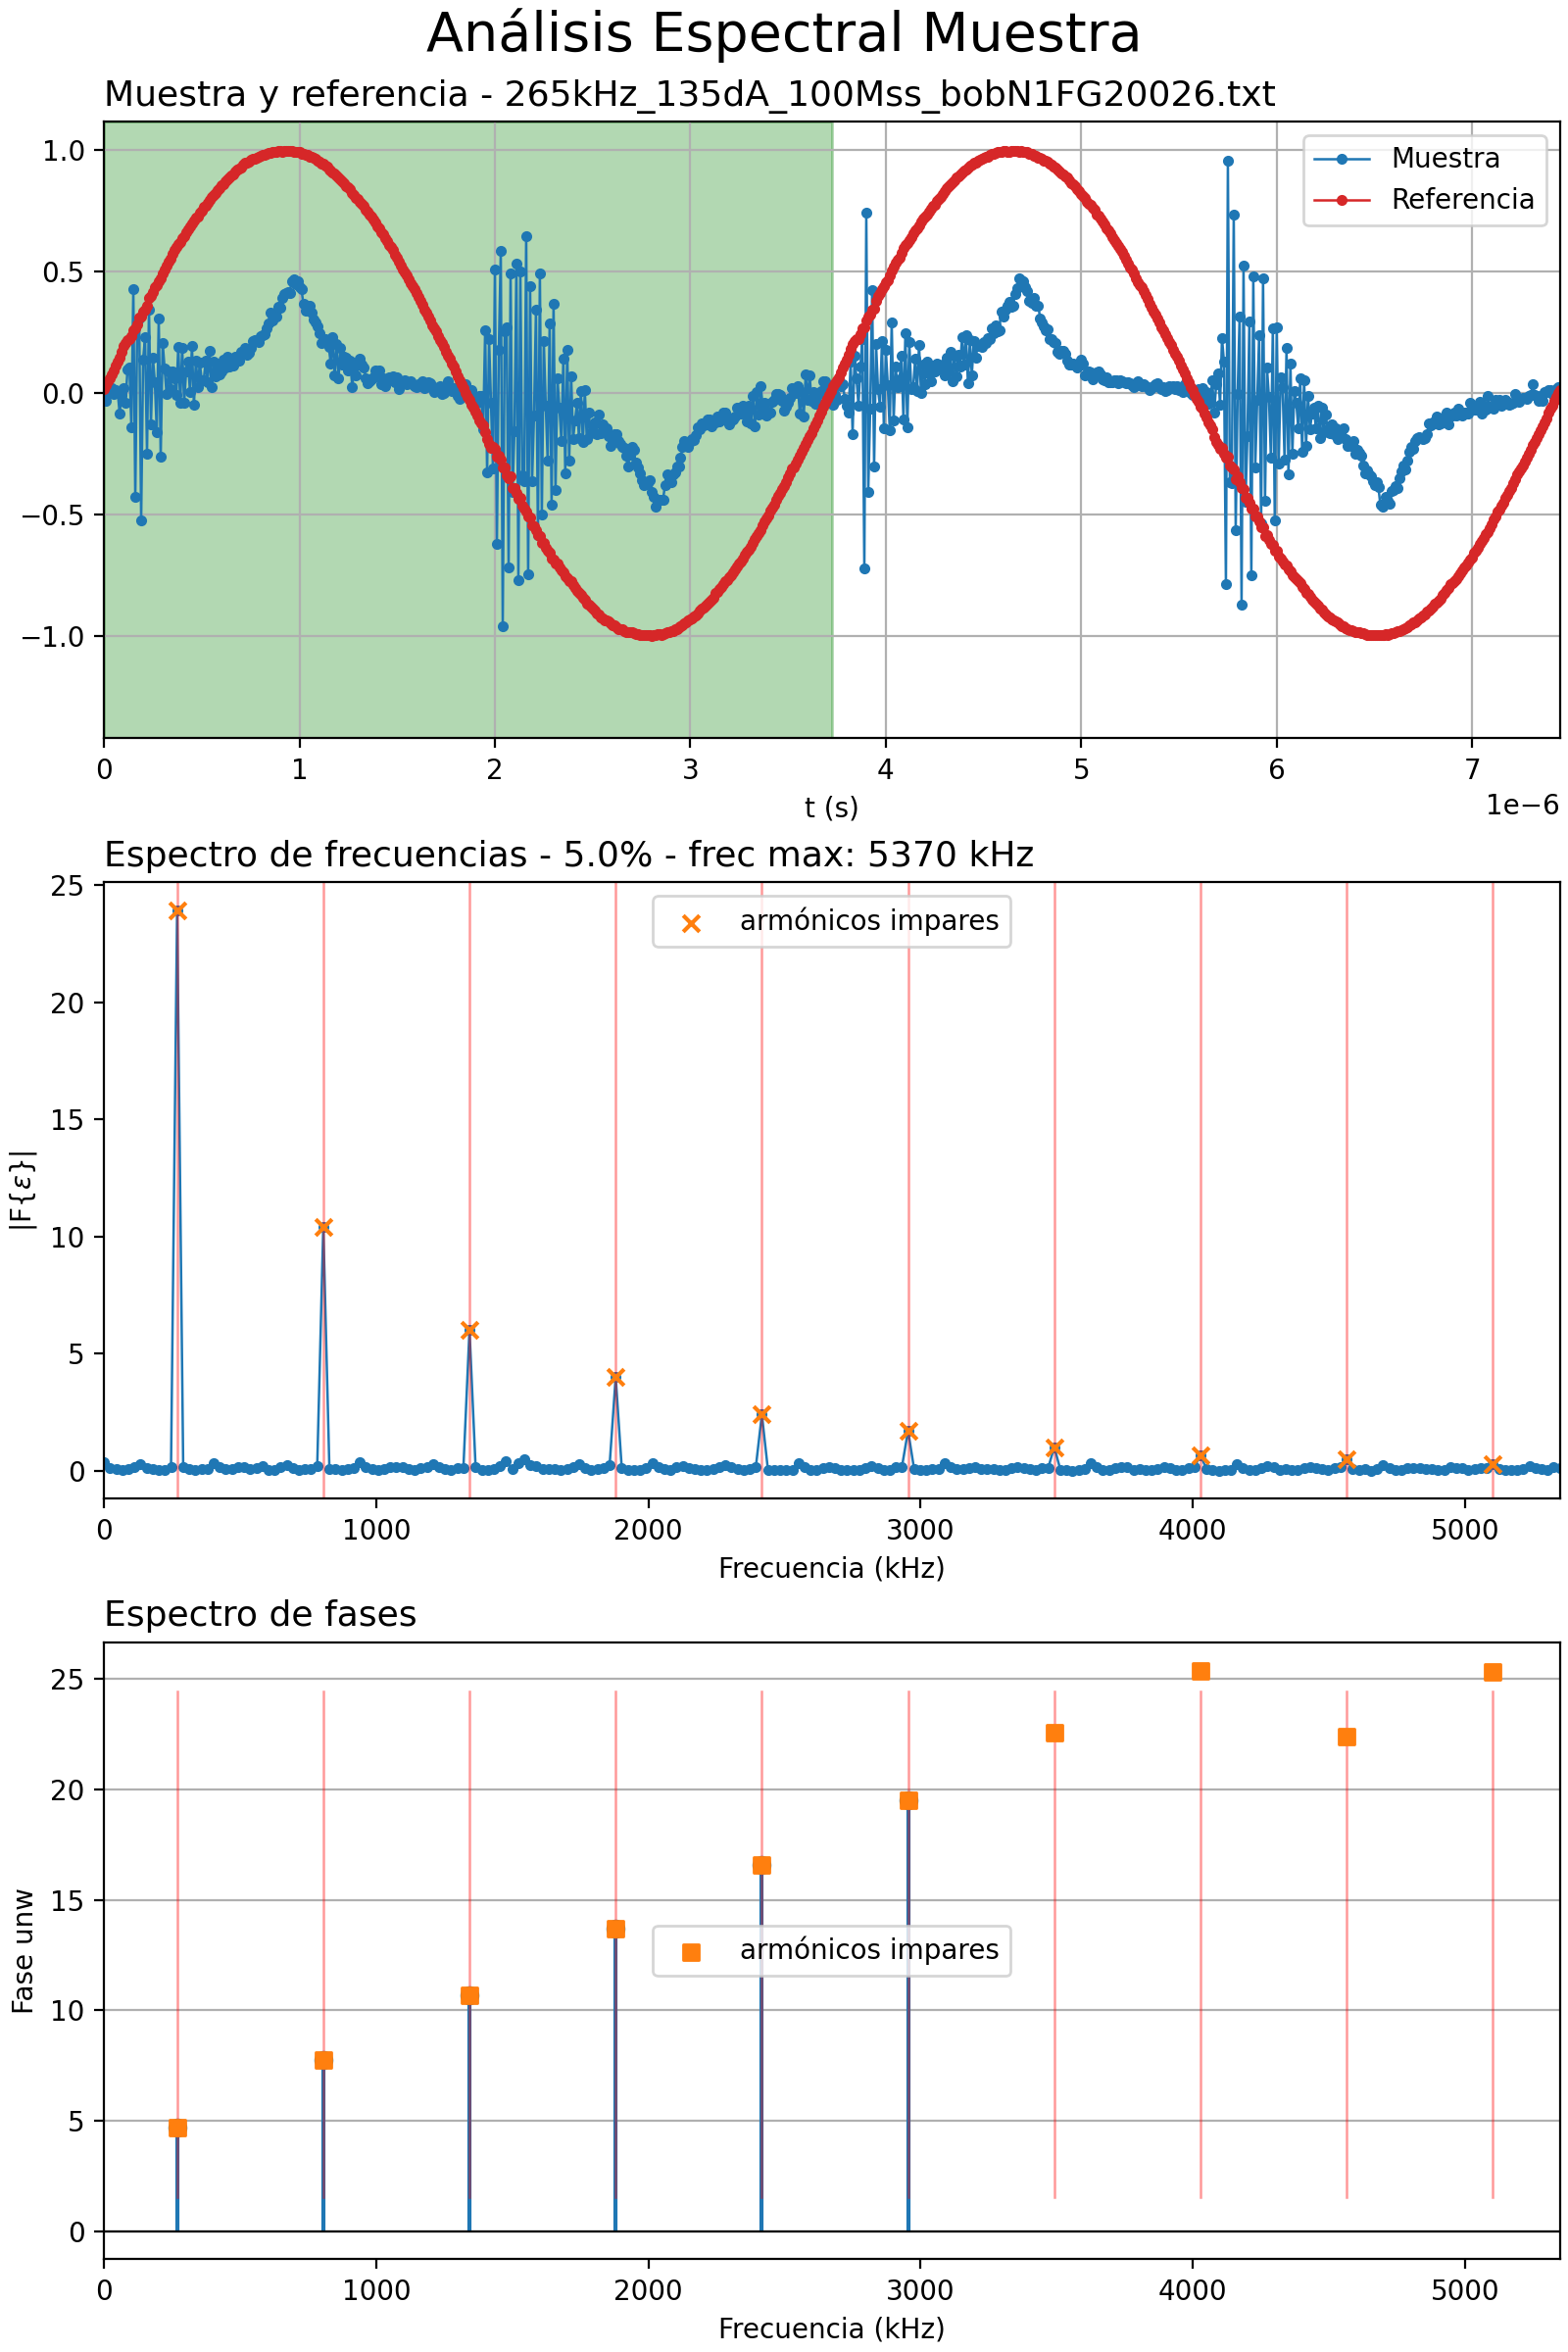 Análisis Espectral Muestra
Muestra y referencia - 265kHz_135dA_100Mss_bobN1FG20026.txt
1.0
0.5
0.0
−0.5
−1.0
Muestra
Referencia
0 1 2 3 4 5 6 7
1e−6
t (s)
Espectro de frecuencias - 5.0% - frec max: 5370 kHz
25
20
15
10
5
0
|F{ε}|
armónicos impares
0 1000 2000 3000 4000 5000
Frecuencia (kHz)
Espectro de fases
25
20
15
10
5
0
Fase unw
armónicos impares
0 1000 2000 3000 4000 5000
Frecuencia (kHz)